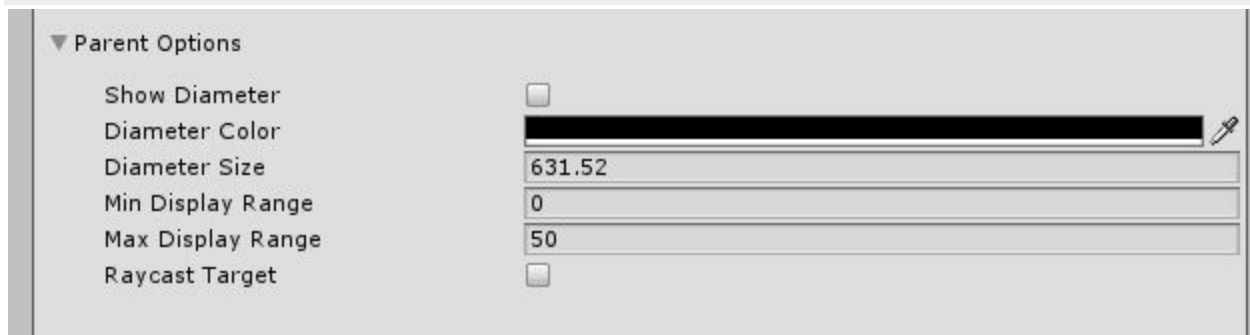 Parent Options
Show Diameter
Diameter Color
Diameter Size 631.52
Min Display Range 0
Max Display Range 50
Raycast Target